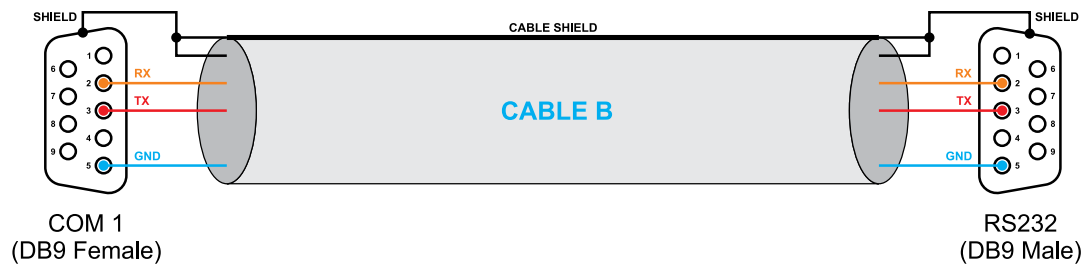 SHIELD
CABLE SHIELD
SHIELD
1
6
RX
2
7
TX
3
8
4
9
GND
5
CABLE B
1
RX
2
6
TX
3
7
4
8
GND
5
9
COM 1
(DB9 Female)
RS232
(DB9 Male)